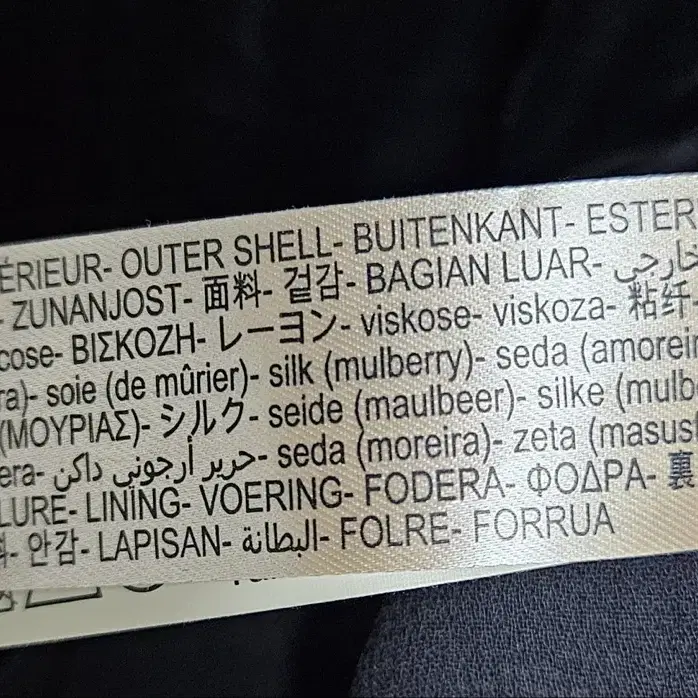 ÉRIEUR- OUTER SHELL- BUITENKANT- ESTER
- ZUNANJOST- 面料- 겉감- BAGIAN LUAR- خارجي
cose- ΒΙΣΚΟΖΗ- レーヨン- viskose- viskoza- 粘纤
ra)- soie (de mûrier)- silk (mulberry)- seda (amorei
(ΜΟΥΡΙΑΣ)- シルク- seide (maulbeer)- silke (mulb
era- حرير أرجوني داكن- seda (moreira)- zeta (masus
LURE- LINING- VOERING- FODERA- ΦΟΔΡΑ- 裏
料- 안감- LAPISAN- البطانة- FOLRE- FORRUA